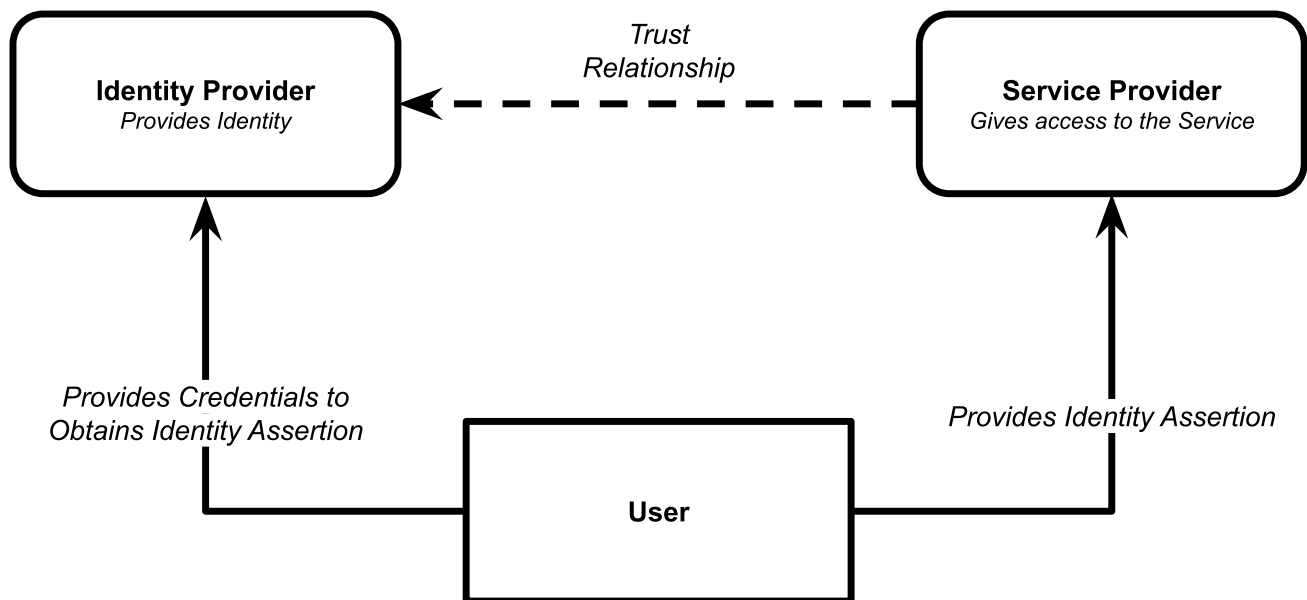 Trust
Relationship
Identity Provider
Provides Identity
Service Provider
Gives access to the Service
Provides Credentials to
Obtains Identity Assertion
Provides Identity Assertion
User